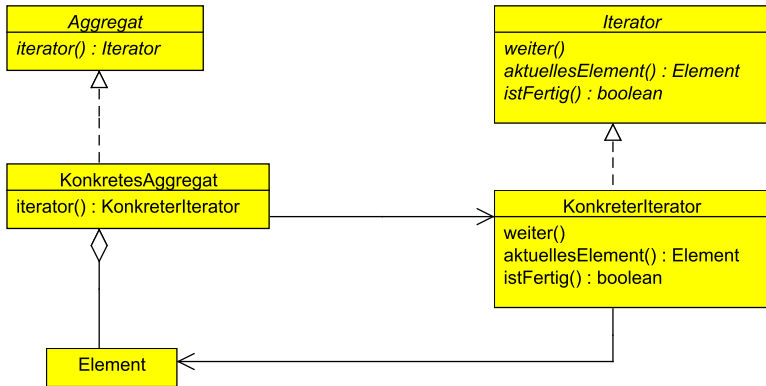 Aggregat
iterator() : Iterator
Iterator
weiter()
aktuellesElement() : Element
istFertig() : boolean
KonkretesAggregat
iterator() : KonkreterIterator
KonkreterIterator
weiter()
aktuellesElement() : Element
istFertig() : boolean
Element